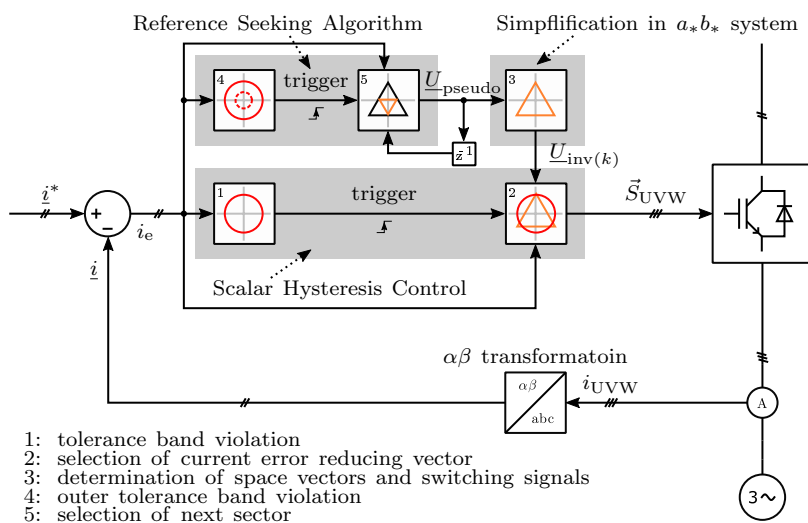 Reference Seeking Algorithm
Simpflification in a*b* system
4
trigger
5
U_pseudo
3
z^-1
U_inv(k)
i*
+
−
i_e
i
1
trigger
2
S⃗_UVW
Scalar Hysteresis Control
αβ transformatoin
αβ
abc
i_UVW
A
3∼
1: tolerance band violation
2: selection of current error reducing vector
3: determination of space vectors and switching signals
4: outer tolerance band violation
5: selection of next sector